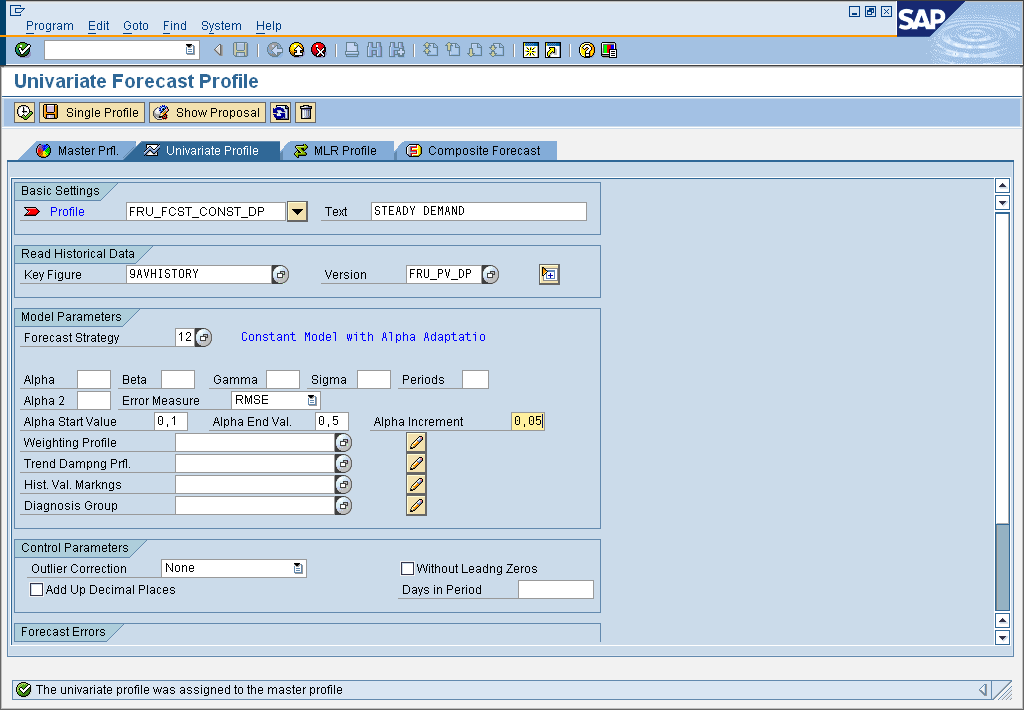 Program Edit Goto Find System Help
SAP
Univariate Forecast Profile
Single Profile Show Proposal
Master Prfl. Univariate Profile MLR Profile Composite Forecast
Basic Settings
Profile FRU_FCST_CONST_DP Text STEADY DEMAND
Read Historical Data
Key Figure 9AVHISTORY Version FRU_PV_DP
Model Parameters
Forecast Strategy 12 Constant Model with Alpha Adaptatio
Alpha Beta Gamma Sigma Periods
Alpha 2 Error Measure RMSE
Alpha Start Value 0,1 Alpha End Val. 0,5 Alpha Increment 0,05
Weighting Profile
Trend Dampng Prfl.
Hist. Val. Markngs
Diagnosis Group
Control Parameters
Outlier Correction None Without Leadng Zeros
Add Up Decimal Places Days in Period
Forecast Errors
The univariate profile was assigned to the master profile